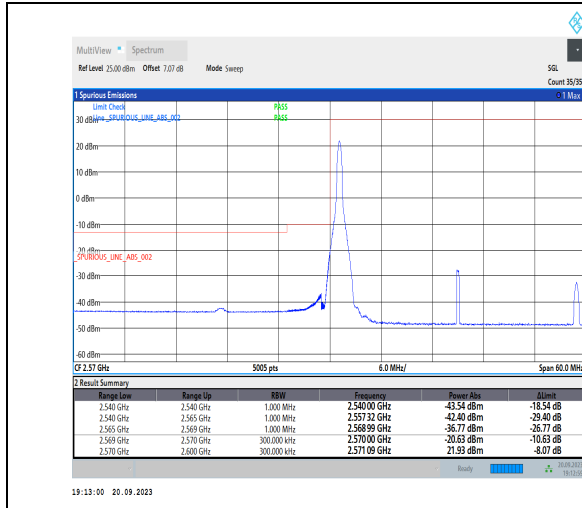 MultiView Spectrum
Ref Level 25.00 dBm Offset 7.07 dB Mode Sweep SGL
Count 35/35
1 Spurious Emissions 1 Max
Limit Check PASS
30 dBm Line _SPURIOUS_LINE_ABS_002 PASS
20 dBm
10 dBm
0 dBm
-10 dBm
-20 dBm
_SPURIOUS_LINE_ABS_002
-30 dBm
-40 dBm
-50 dBm
-60 dBm
CF 2.57 GHz 5005 pts 6.0 MHz/ Span 60.0 MHz
2 Result Summary
Range Low Range Up RBW Frequency Power Abs ΔLimit
2.540 GHz 2.540 GHz 1.000 MHz 2.54000 GHz -43.54 dBm -18.54 dB
2.540 GHz 2.565 GHz 1.000 MHz 2.55732 GHz -42.40 dBm -29.40 dB
2.565 GHz 2.569 GHz 1.000 MHz 2.56899 GHz -36.77 dBm -26.77 dB
2.569 GHz 2.570 GHz 300.000 kHz 2.57000 GHz -20.63 dBm -10.63 dB
2.570 GHz 2.600 GHz 300.000 kHz 2.57109 GHz 21.93 dBm -8.07 dB
Ready 20.09.2023
19:13:00 20.09.2023